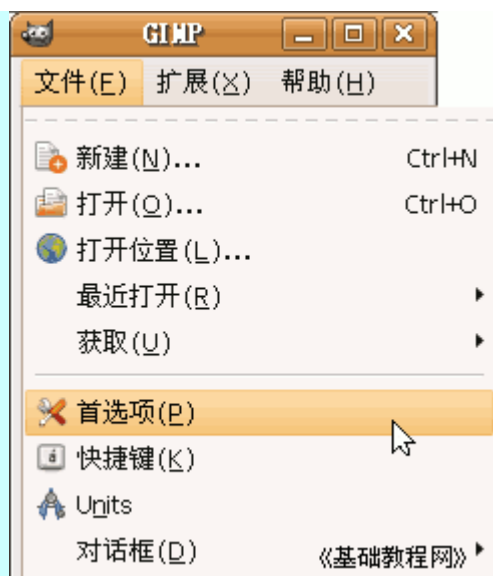 GIMP
文件(F) 扩展(X) 帮助(H)
新建(N)... Ctrl+N
打开(O)... Ctrl+O
打开位置(L)...
最近打开(R)
获取(U)
首选项(P)
快捷键(K)
Units
对话框(D) 《基础教程网》